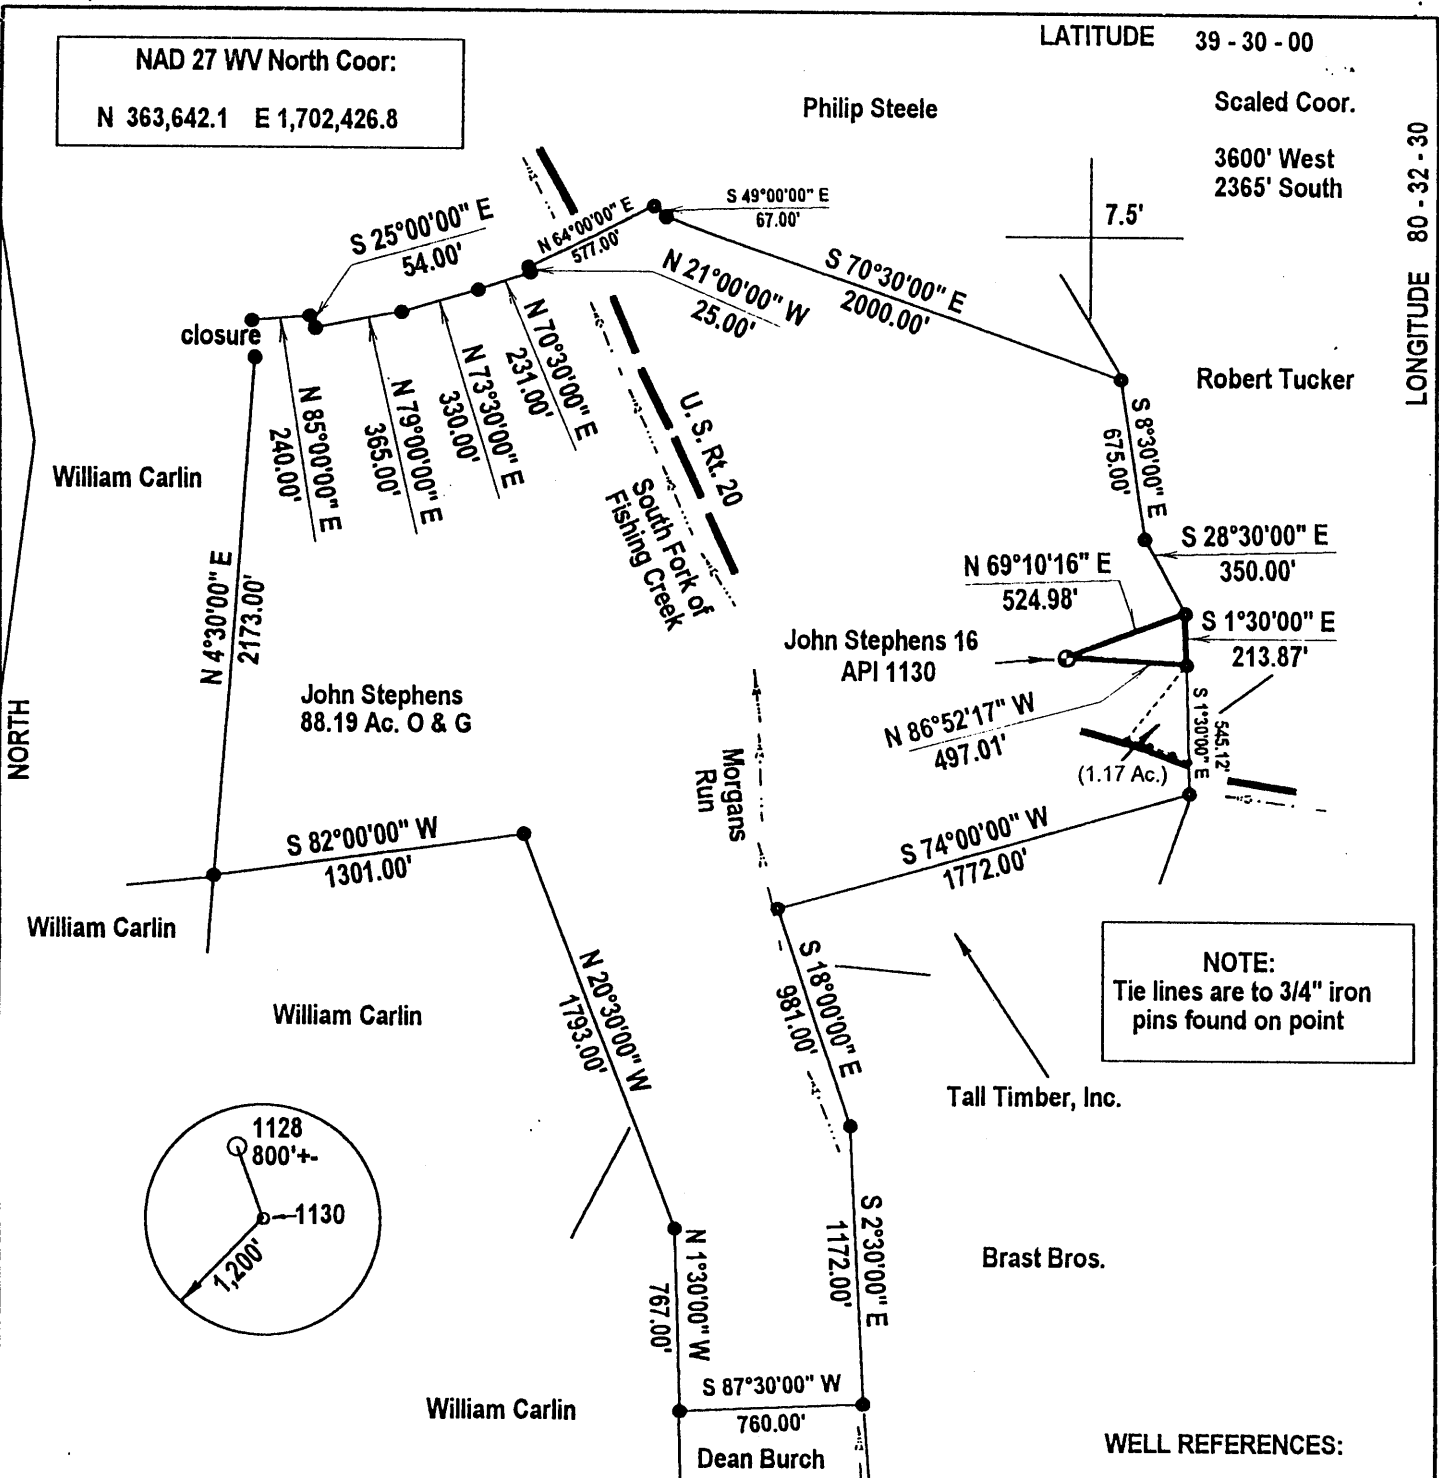 NAD 27 WV North Coor:
N 363,642.1 E 1,702,426.8
LATITUDE 39 - 30 - 00
Philip Steele
Scaled Coor.
3600' West
2365' South
LONGITUDE 80 - 32 - 30
7.5'
S 25°00'00" E
54.00'
N 64°00'00" E
577.00'
S 49°00'00" E
67.00'
N 21°00'00" W
25.00'
S 70°30'00" E
2000.00'
closure
N 85°00'00" E
240.00'
N 79°00'00" E
365.00'
N 73°30'00" E
330.00'
N 70°30'00" E
231.00'
U. S. Rt. 20
South Fork of
Fishing Creek
Robert Tucker
S 8°30'00" E
675.00'
William Carlin
N 4°30'00" E
2173.00'
S 28°30'00" E
350.00'
N 69°10'16" E
524.98'
S 1°30'00" E
213.87'
John Stephens 16
API 1130
N 86°52'17" W
497.01'
S 1°30'00" E
545.12'
(1.17 Ac.)
John Stephens
88.19 Ac. O & G
NORTH
Morgans
Run
S 82°00'00" W
1301.00'
S 74°00'00" W
1772.00'
William Carlin
N 20°30'00" W
1793.00'
S 18°00'00" E
981.00'
NOTE:
Tie lines are to 3/4" iron
pins found on point
William Carlin
Tall Timber, Inc.
1128
800'+-
1130
1,200'
N 1°30'00" W
767.00'
S 2°30'00" E
1172.00'
Brast Bros.
S 87°30'00" W
760.00'
William Carlin
Dean Burch
WELL REFERENCES: